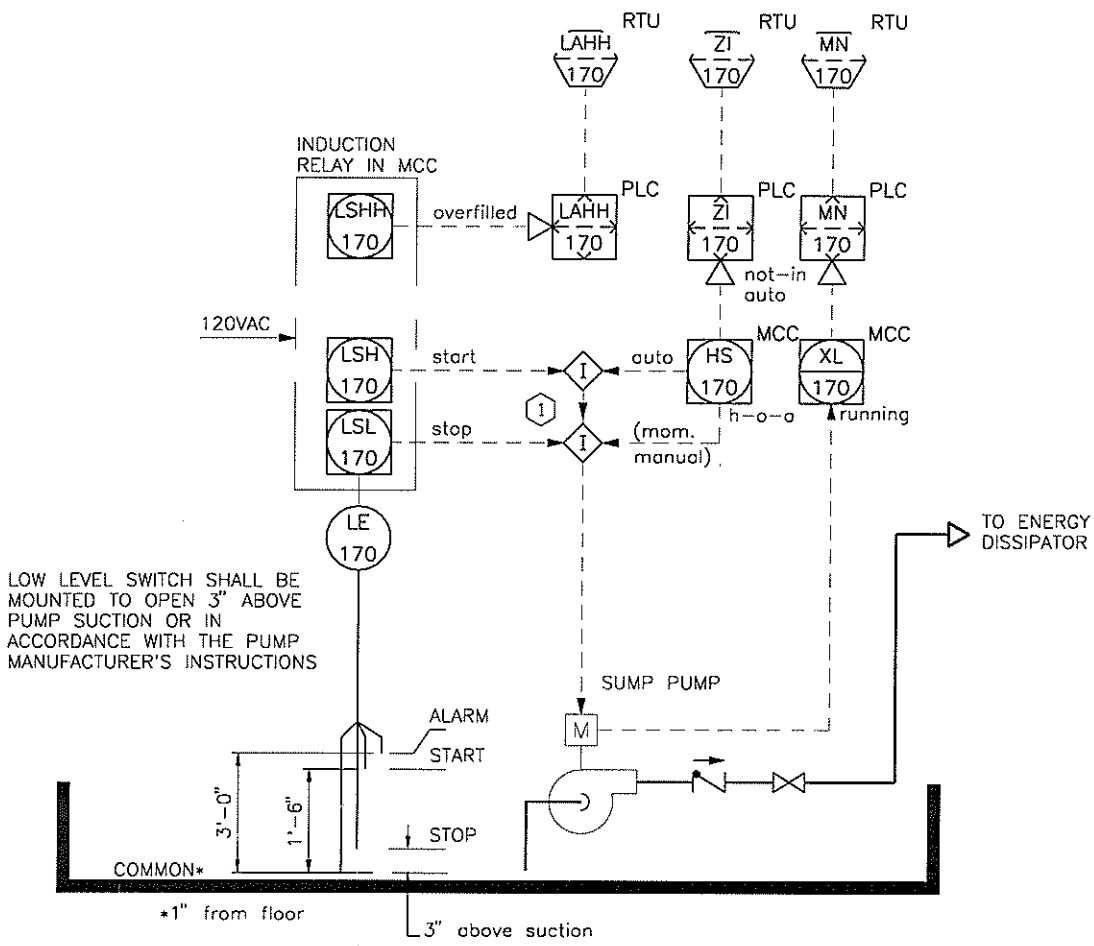 RTU
RTU
RTU
LAHH
170
ZI
170
MN
170
INDUCTION
RELAY IN MCC
LSHH
170
overfilled
PLC
LAHH
170
PLC
ZI
170
PLC
MN
170
not-in
auto
120VAC
LSH
170
start
I
auto
MCC
HS
170
h-o-a
MCC
XL
170
running
1
LSL
170
stop
I
(mom.
manual)
LE
170
TO ENERGY
DISSIPATOR
LOW LEVEL SWITCH SHALL BE
MOUNTED TO OPEN 3" ABOVE
PUMP SUCTION OR IN
ACCORDANCE WITH THE PUMP
MANUFACTURER'S INSTRUCTIONS
SUMP PUMP
M
ALARM
START
3'-0"
1'-6"
STOP
COMMON*
*1" from floor
3" above suction